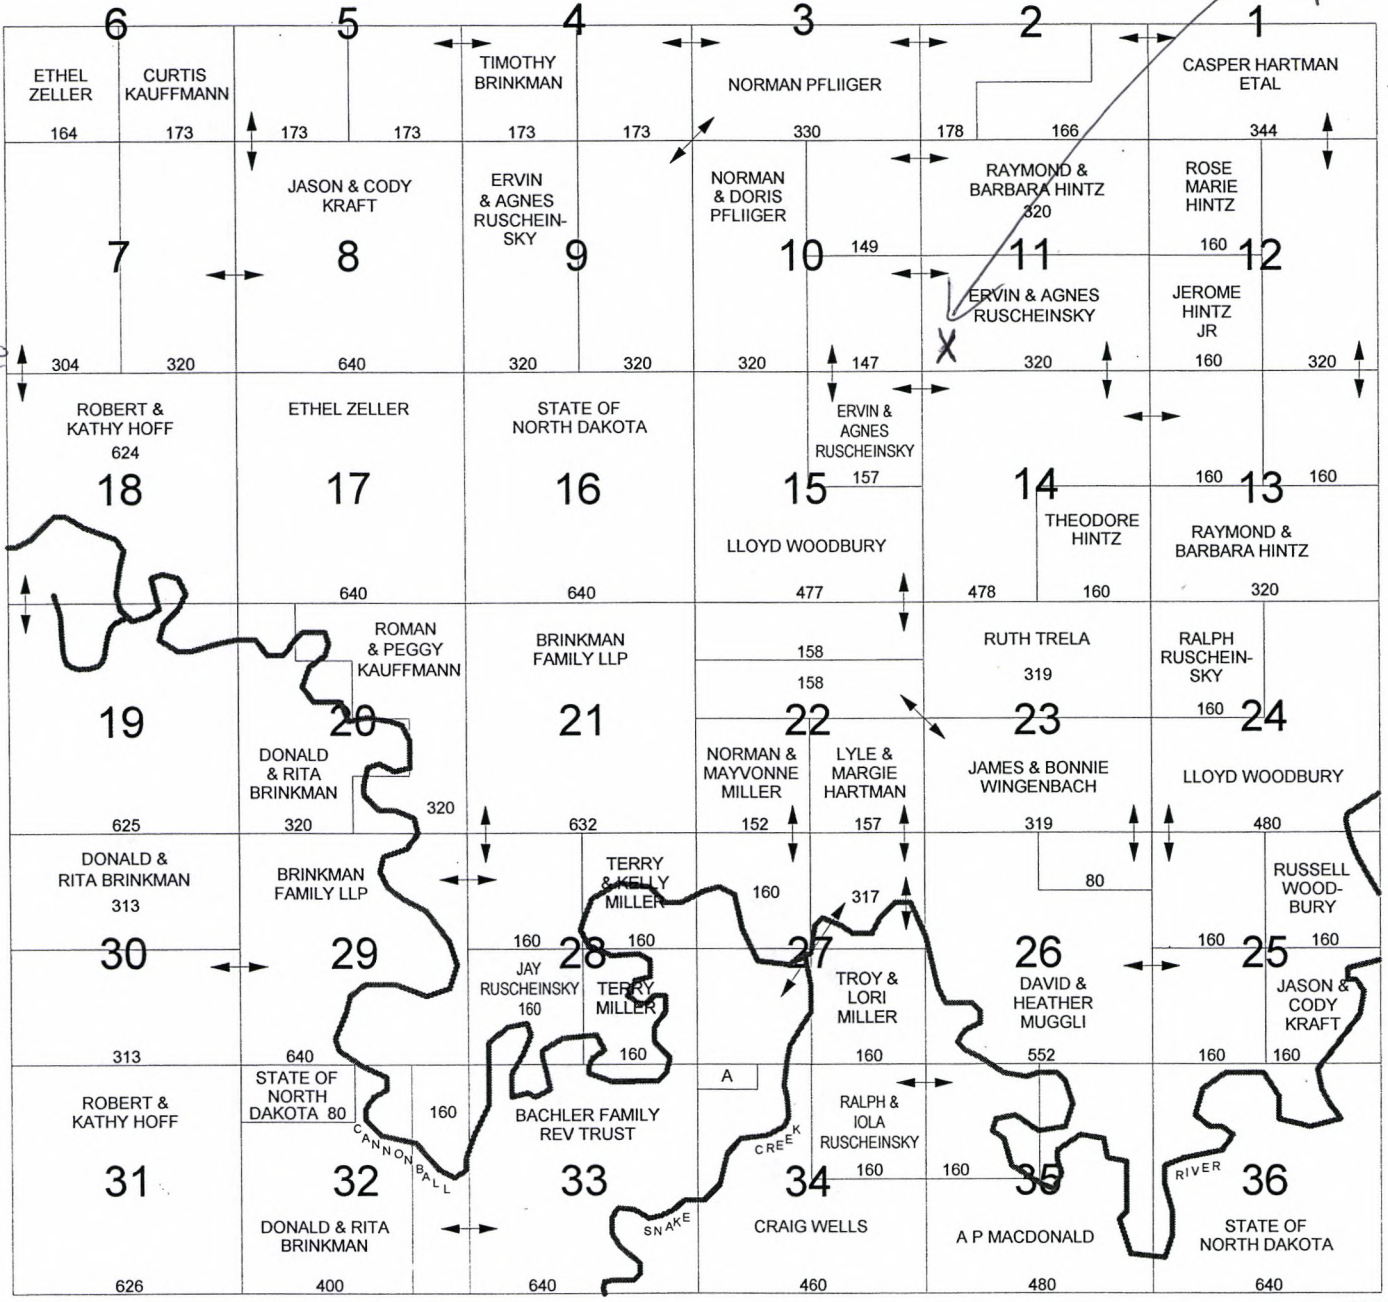 6
5
4
3
2
1
ETHEL
ZELLER
164
CURTIS
KAUFFMANN
173
173
173
TIMOTHY
BRINKMAN
173
173
NORMAN PFLIIGER
330
178
166
CASPER HARTMAN
ETAL
344
7
304
320
JASON & CODY
KRAFT
8
640
ERVIN
& AGNES
RUSCHEIN-
SKY
9
320
320
NORMAN
& DORIS
PFLIIGER
10
149
320
147
RAYMOND &
BARBARA HINTZ
320
11
ERVIN & AGNES
RUSCHEINSKY
X
320
ROSE
MARIE
HINTZ
160
12
JEROME
HINTZ
JR
160
320
ROBERT &
KATHY HOFF
624
18
ETHEL ZELLER
17
640
STATE OF
NORTH DAKOTA
16
640
ERVIN &
AGNES
RUSCHEINSKY
157
15
LLOYD WOODBURY
477
14
THEODORE
HINTZ
478
160
160
13
160
RAYMOND &
BARBARA HINTZ
320
19
625
ROMAN
& PEGGY
KAUFFMANN
20
DONALD
& RITA
BRINKMAN
320
320
BRINKMAN
FAMILY LLP
21
632
158
158
22
NORMAN &
MAYVONNE
MILLER
152
LYLE &
MARGIE
HARTMAN
157
RUTH TRELA
319
23
JAMES & BONNIE
WINGENBACH
319
RALPH
RUSCHEIN-
SKY
160
24
LLOYD WOODBURY
480
DONALD &
RITA BRINKMAN
313
30
313
BRINKMAN
FAMILY LLP
29
640
TERRY
& KELLY
MILLER
160
28
160
JAY
RUSCHEINSKY
160
TERRY
MILLER
160
160
317
27
TROY &
LORI
MILLER
160
80
26
DAVID &
HEATHER
MUGGLI
552
RUSSELL
WOOD-
BURY
160
25
160
JASON &
CODY
KRAFT
160
160
ROBERT &
KATHY HOFF
31
626
STATE OF
NORTH
DAKOTA 80
160
CANNONBALL
32
DONALD & RITA
BRINKMAN
400
BACHLER FAMILY
REV TRUST
33
640
A
SNAKE
CREEK
RALPH &
IOLA
RUSCHEINSKY
160
34
CRAIG WELLS
460
160
35
A P MACDONALD
480
RIVER
36
STATE OF
NORTH DAKOTA
640